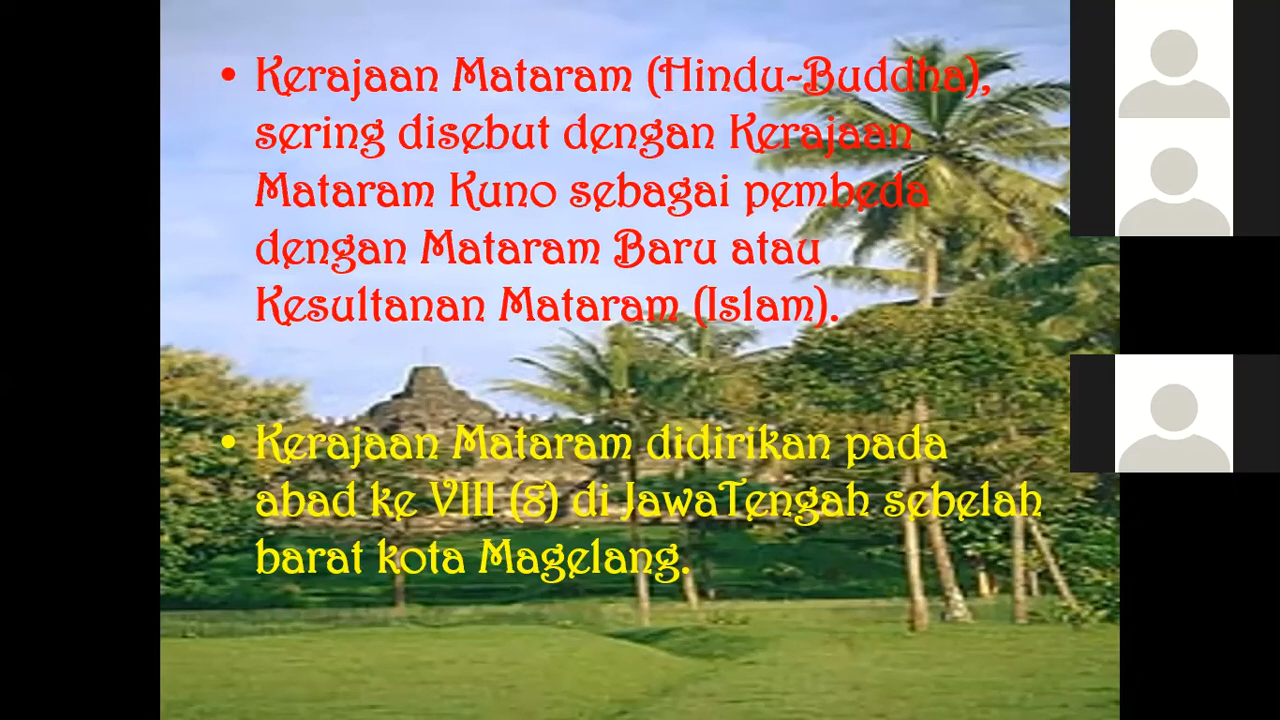 • Kerajaan Mataram (Hindu-Buddha),
sering disebut dengan Kerajaan
Mataram Kuno sebagai pembeda
dengan Mataram Baru atau
Kesultanan Mataram (Islam).
• Kerajaan Mataram didirikan pada
abad ke VIII (8) di JawaTengah sebelah
barat kota Magelang.